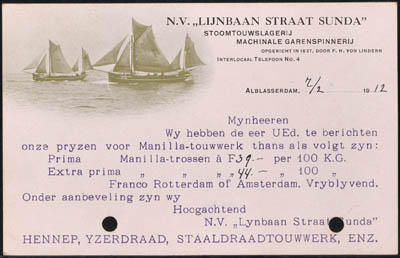 N.V. „LIJNBAAN STRAAT SUNDA”
STOOMTOUWSLAGERIJ
MACHINALE GARENSPINNERIJ
OPGERICHT IN 1837, DOOR F. H. VON LINDERN
INTERLOCAAL TELEFOON NO. 4
ALBLASSERDAM, 7/2 1912
Mynheeren
Wy hebben de eer UEd. te berichten
onze pryzen voor Manilla-touwwerk thans als volgt zyn:
Prima Manilla-trossen à F 39.- per 100 K.G.
Extra prima „ „ „ „ 44.- „ 100 „
Franco Rotterdam of Amsterdam. Vryblyvend.
Onder aanbeveling zyn wy
Hoogachtend
N.V. „Lynbaan Straat Sunda”
HENNEP, YZERDRAAD, STAALDRAADTOUWWERK, ENZ.